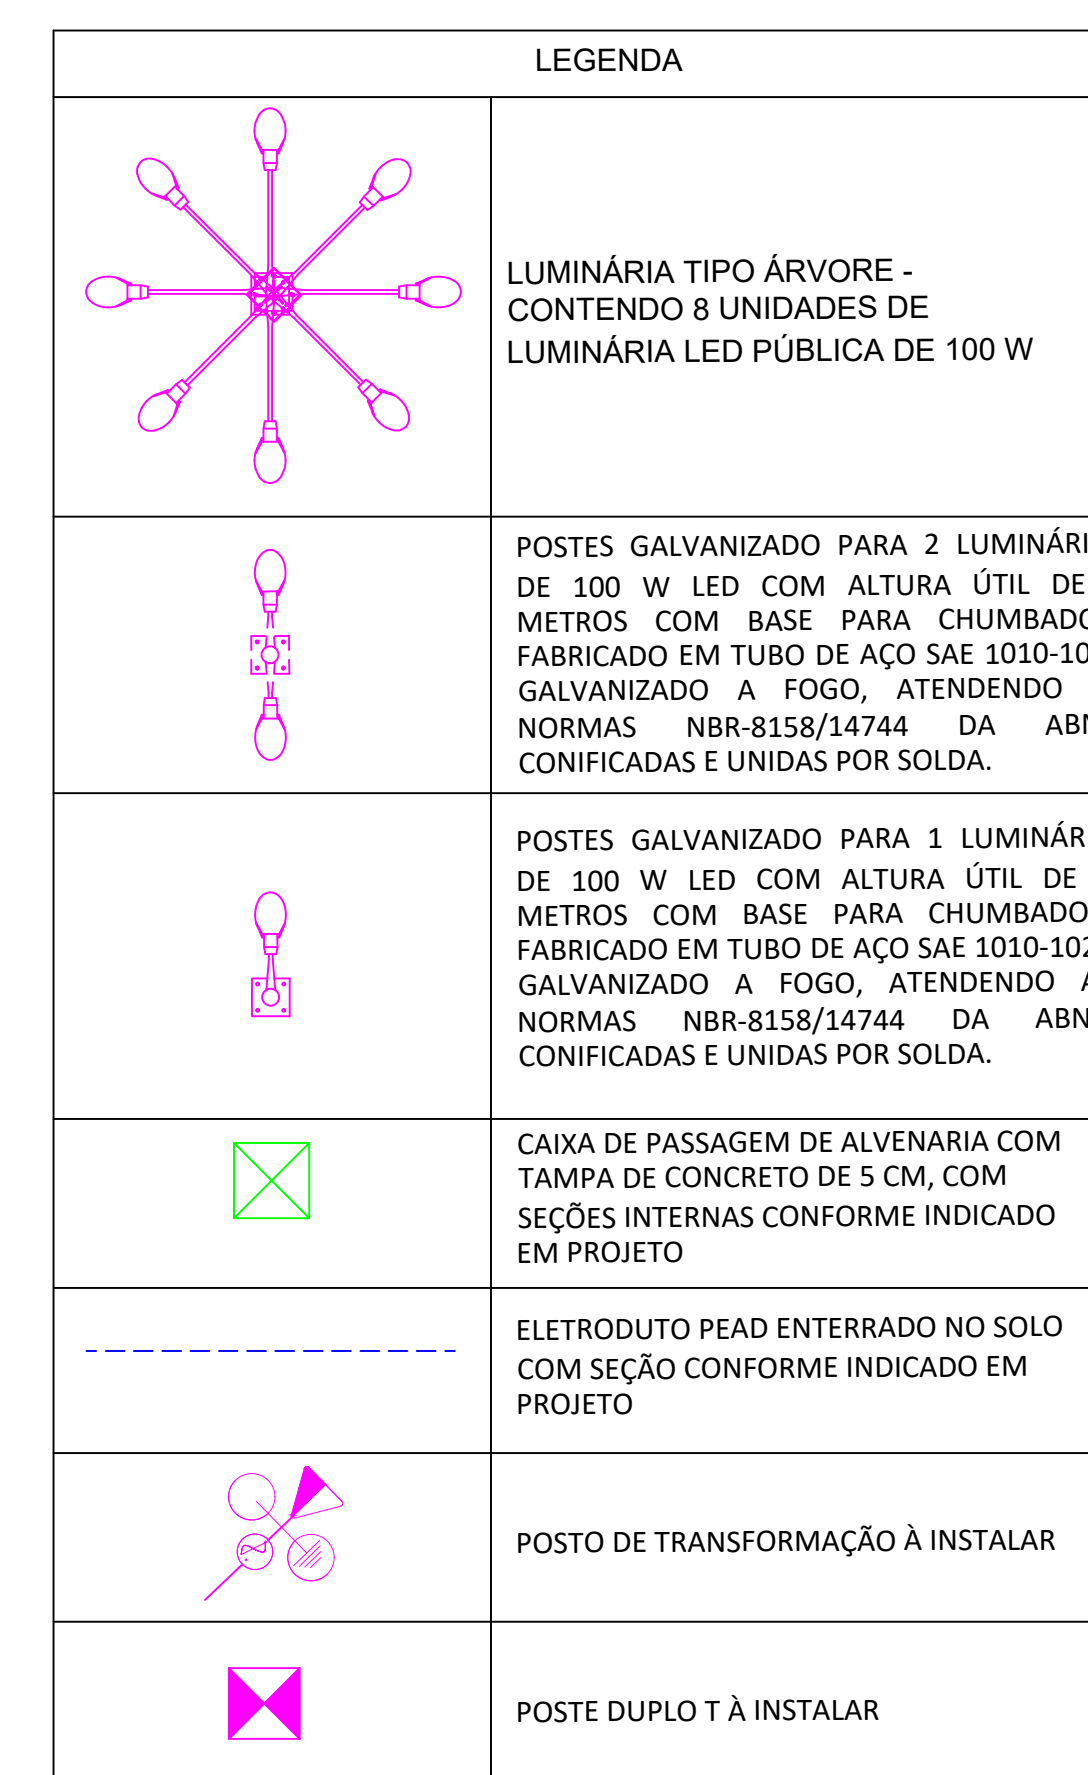 LEGENDA
LUMINÁRIA TIPO ÁRVORE -
CONTENDO 8 UNIDADES DE
LUMINÁRIA LED PÚBLICA DE 100 W
POSTES GALVANIZADO PARA 2
DE 100 W LED COM ALTURA ÚTIL DE
METROS COM BASE PARA
FABRICADO EM TUBO DE AÇO SAE
GALVANIZADO A FOGO, ATENDENDO
NORMAS NBR-8158/14744 DA
CONIFICADAS E UNIDAS POR SOLDA.
POSTES GALVANIZADO PARA 1
DE 100 W LED COM ALTURA ÚTIL DE
METROS COM BASE PARA
FABRICADO EM TUBO DE AÇO SAE
GALVANIZADO A FOGO, ATENDENDO
NORMAS NBR-8158/14744 DA
CONIFICADAS E UNIDAS POR SOLDA.
CAIXA DE PASSAGEM DE ALVENARIA COM
TAMPA DE CONCRETO DE 5 CM, COM
SEÇÕES INTERNAS CONFORME INDICADO
EM PROJETO
ELETRODUTO PEAD ENTERRADO NO SOLO
COM SEÇÃO CONFORME INDICADO EM
PROJETO
POSTO DE TRANSFORMAÇÃO À INSTALAR
POSTE DUPLO T À INSTALAR